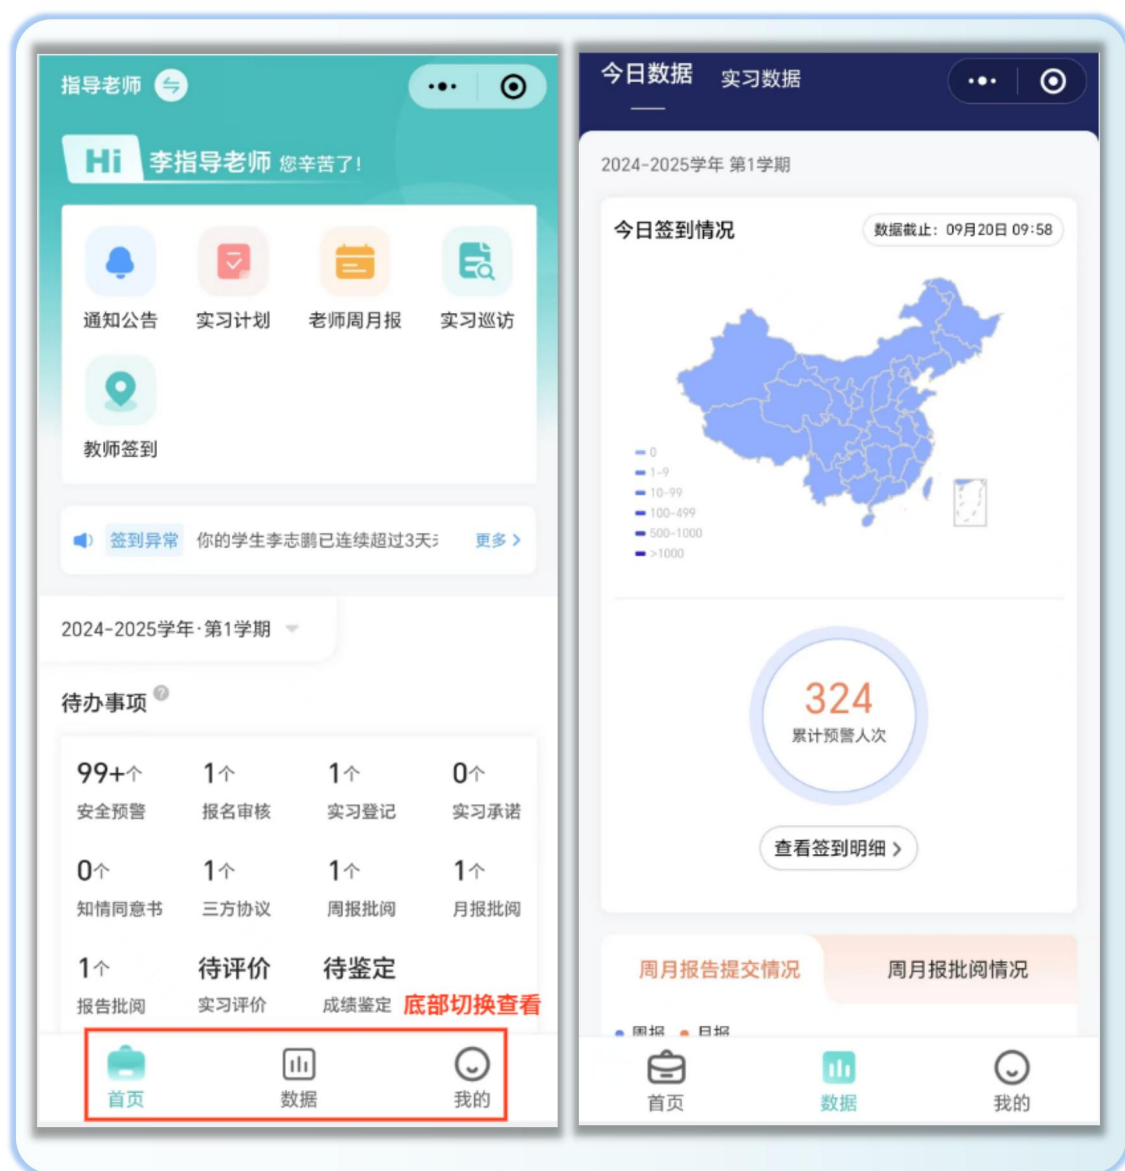 指导老师
Hi 李指导老师 您辛苦了!
通知公告 实习计划 老师周月报 实习巡访
教师签到
签到异常 你的学生李志鹏已连续超过3天 更多 >
2024-2025学年·第1学期
待办事项 ?
99+个 1个 1个 0个
安全预警 报名审核 实习登记 实习承诺
0个 1个 1个 1个
知情同意书 三方协议 周报批阅 月报批阅
1个 待评价 待鉴定
报告批阅 实习评价 成绩鉴定 底部切换查看
首页 数据 我的
今日数据 实习数据
2024-2025学年 第1学期
今日签到情况 数据截止：09月20日 09:58
0
1-9
10-99
100-499
500-1000
>1000
324
累计预警人次
查看签到明细 >
周月报告提交情况 周月报批阅情况
周报 月报
首页 数据 我的